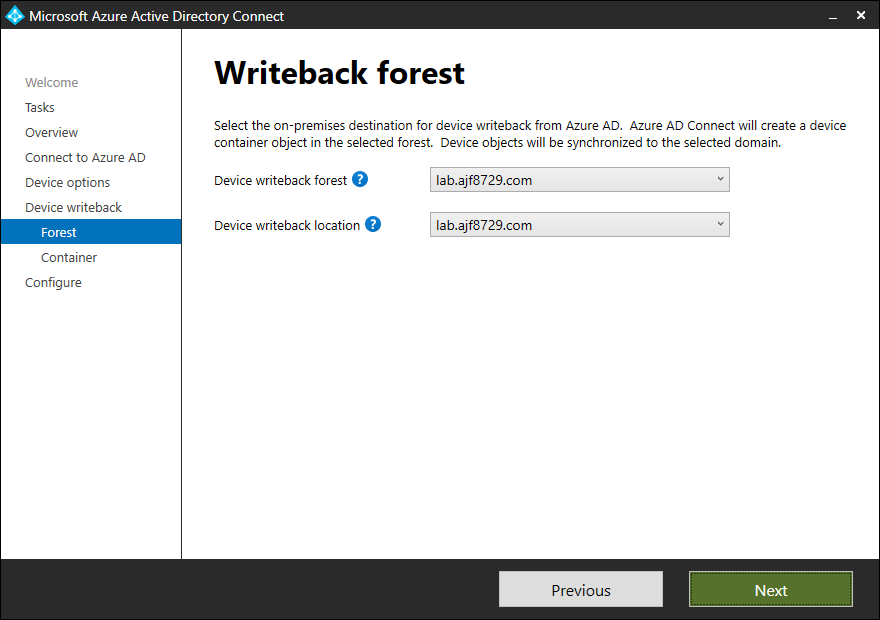 Microsoft Azure Active Directory Connect
Welcome
Tasks
Overview
Connect to Azure AD
Device options
Device writeback
Forest
Container
Configure
Writeback forest
Select the on-premises destination for device writeback from Azure AD.  Azure AD Connect will create a device
container object in the selected forest.  Device objects will be synchronized to the selected domain.
Device writeback forest ? lab.ajf8729.com
Device writeback location ? lab.ajf8729.com
Previous Next